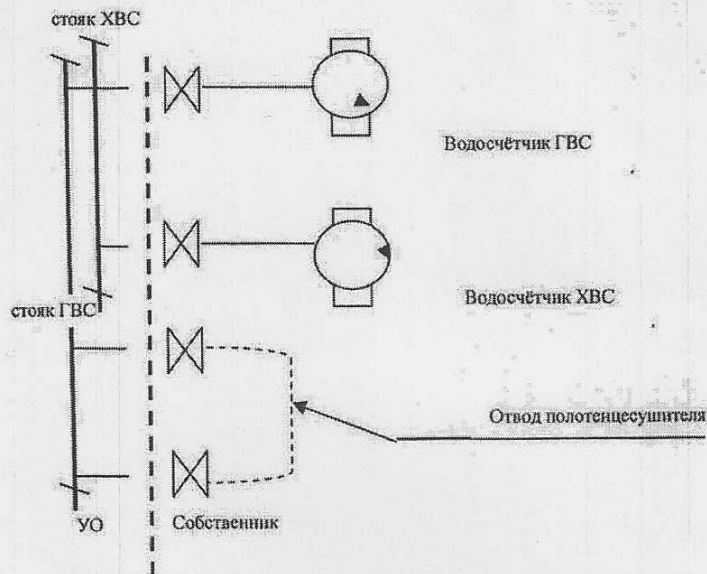 стояк ХВС
Водосчётчик ГВС
Водосчётчик ХВС
стояк ГВС
Отвод полотенцесушителя
УО
Собственник